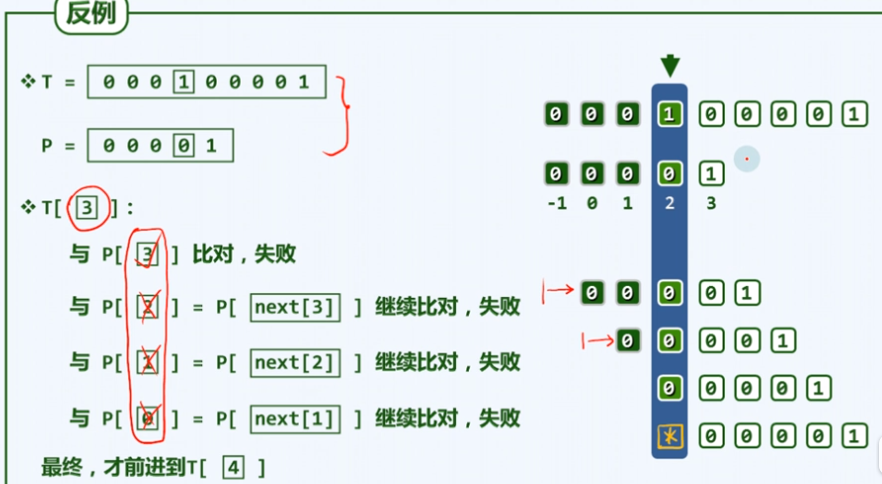 反例
❖ T = 0 0 0 1 0 0 0 0 1
P = 0 0 0 0 1
❖ T[ 3 ] :
与 P[ 3 ] 比对，失败
与 P[ 2 ] = P[ next[3] ] 继续比对，失败
与 P[ 1 ] = P[ next[2] ] 继续比对，失败
与 P[ 0 ] = P[ next[1] ] 继续比对，失败
最终，才前进到T[ 4 ]
0 0 0 1 0 0 0 0 1
0 0 0 0 1
-1 0 1 2 3
0 0 0 0 1
0 0 0 0 1
0 0 0 0 1
* 0 0 0 0 1